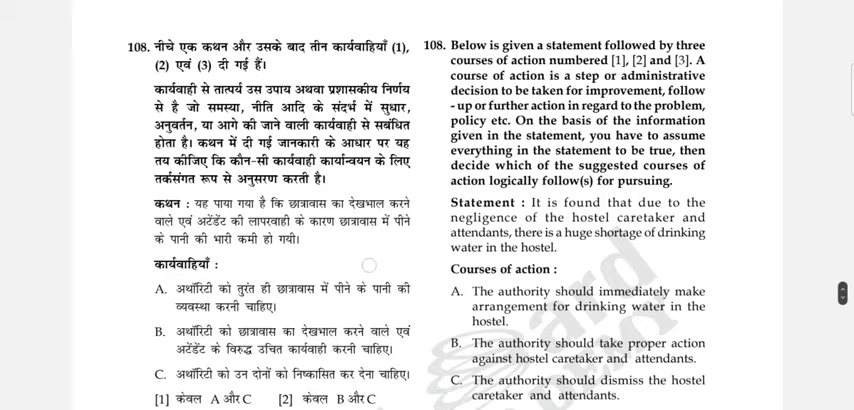 108. नीचे एक कथन और उसके बाद तीन कार्यवाहियाँ (1),
(2) एवं (3) दी गई हैं।
कार्यवाही से तात्पर्य उस उपाय अथवा प्रशासकीय निर्णय
से है जो समस्या, नीति आदि के संदर्भ में सुधार,
अनुवर्तन, या आगे की जाने वाली कार्यवाही से सबंधित
होता है। कथन में दी गई जानकारी के आधार पर यह
तय कीजिए कि कौन-सी कार्यवाही कार्यान्वयन के लिए
तर्कसंगत रूप से अनुसरण करती है।
कथन : यह पाया गया है कि छात्रावास का देखभाल करने
वाले एवं अटेंडेंट की लापरवाही के कारण छात्रावास में पीने
के पानी की भारी कमी हो गयी।
कार्यवाहियाँ :
A. अथॉरिटी को तुरंत ही छात्रावास में पीने के पानी की
व्यवस्था करनी चाहिए।
B. अथॉरिटी को छात्रावास का देखभाल करने वाले एवं
अटेंडेंट के विरुद्ध उचित कार्यवाही करनी चाहिए।
C. अथॉरिटी को उन दोनों को निष्कासित कर देना चाहिए।
[1] केवल A और C [2] केवल B और C
108. Below is given a statement followed by three
courses of action numbered [1], [2] and [3]. A
course of action is a step or administrative
decision to be taken for improvement, follow
- up or further action in regard to the problem,
policy etc. On the basis of the information
given in the statement, you have to assume
everything in the statement to be true, then
decide which of the suggested courses of
action logically follow(s) for pursuing.
Statement : It is found that due to the
negligence of the hostel caretaker and
attendants, there is a huge shortage of drinking
water in the hostel.
Courses of action :
A. The authority should immediately make
arrangement for drinking water in the
hostel.
B. The authority should take proper action
against hostel caretaker and attendants.
C. The authority should dismiss the hostel
caretaker and attendants.